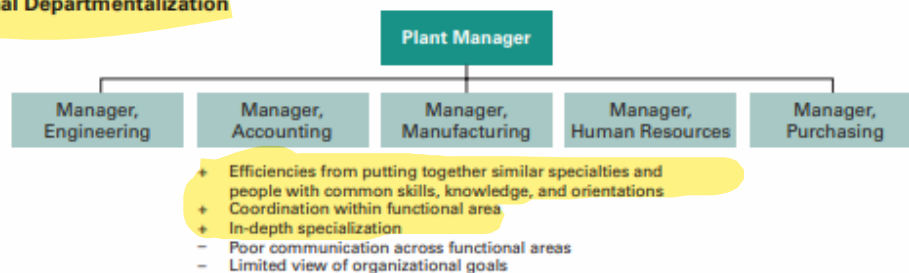 al Departmentalization
Plant Manager
Manager,
Engineering
Manager,
Accounting
Manager,
Manufacturing
Manager,
Human Resources
Manager,
Purchasing
+ Efficiencies from putting together similar specialties and
people with common skills, knowledge, and orientations
+ Coordination within functional area
+ In-depth specialization
– Poor communication across functional areas
– Limited view of organizational goals